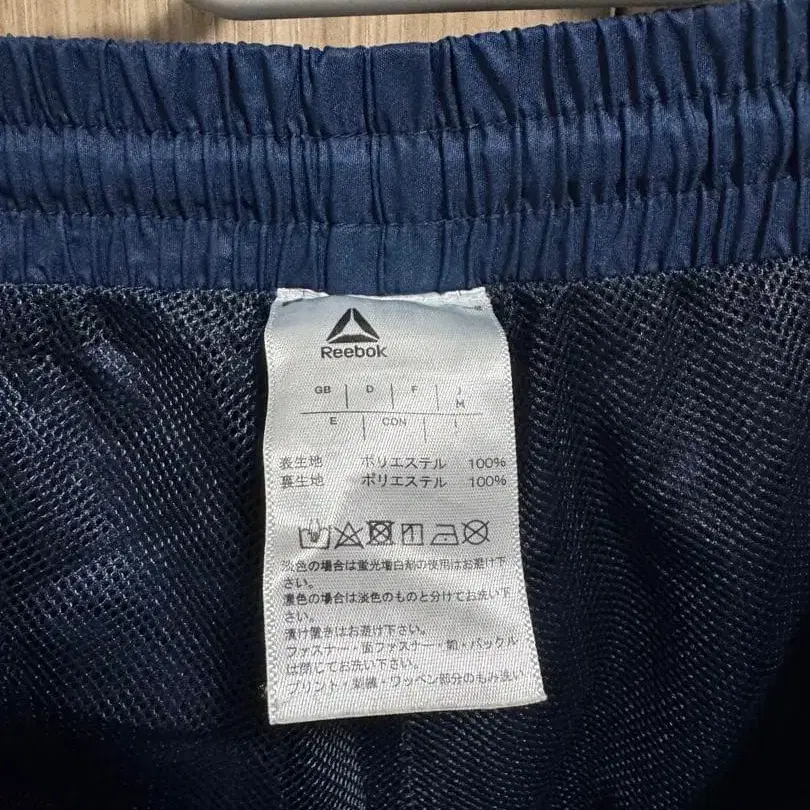 Reebok
GB D F J
M
E CON I
表生地 ポリエステル 100%
裏生地 ポリエステル 100%
淡色の場合は蛍光増白剤の使用はお避け下
さい。
濃色の場合は淡色のものと分けてお洗い下
さい。
漬け置きはお避け下さい。
ファスナー・面ファスナー・釦・バックル
は閉じてお洗い下さい。
プリント・刺繍・ワッペン部分のもみ洗い